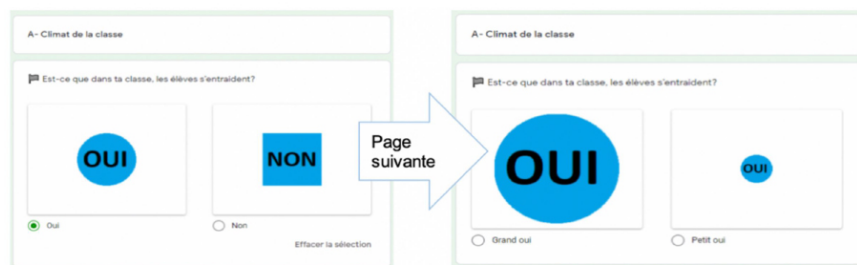 A- Climat de la classe
Est-ce que dans ta classe, les élèves s'entraident?
OUI
NON
Oui
Non
Effacer la sélection
Page
suivante
A- Climat de la classe
Est-ce que dans ta classe, les élèves s'entraident?
OUI
OUI
Grand oui
Petit oui